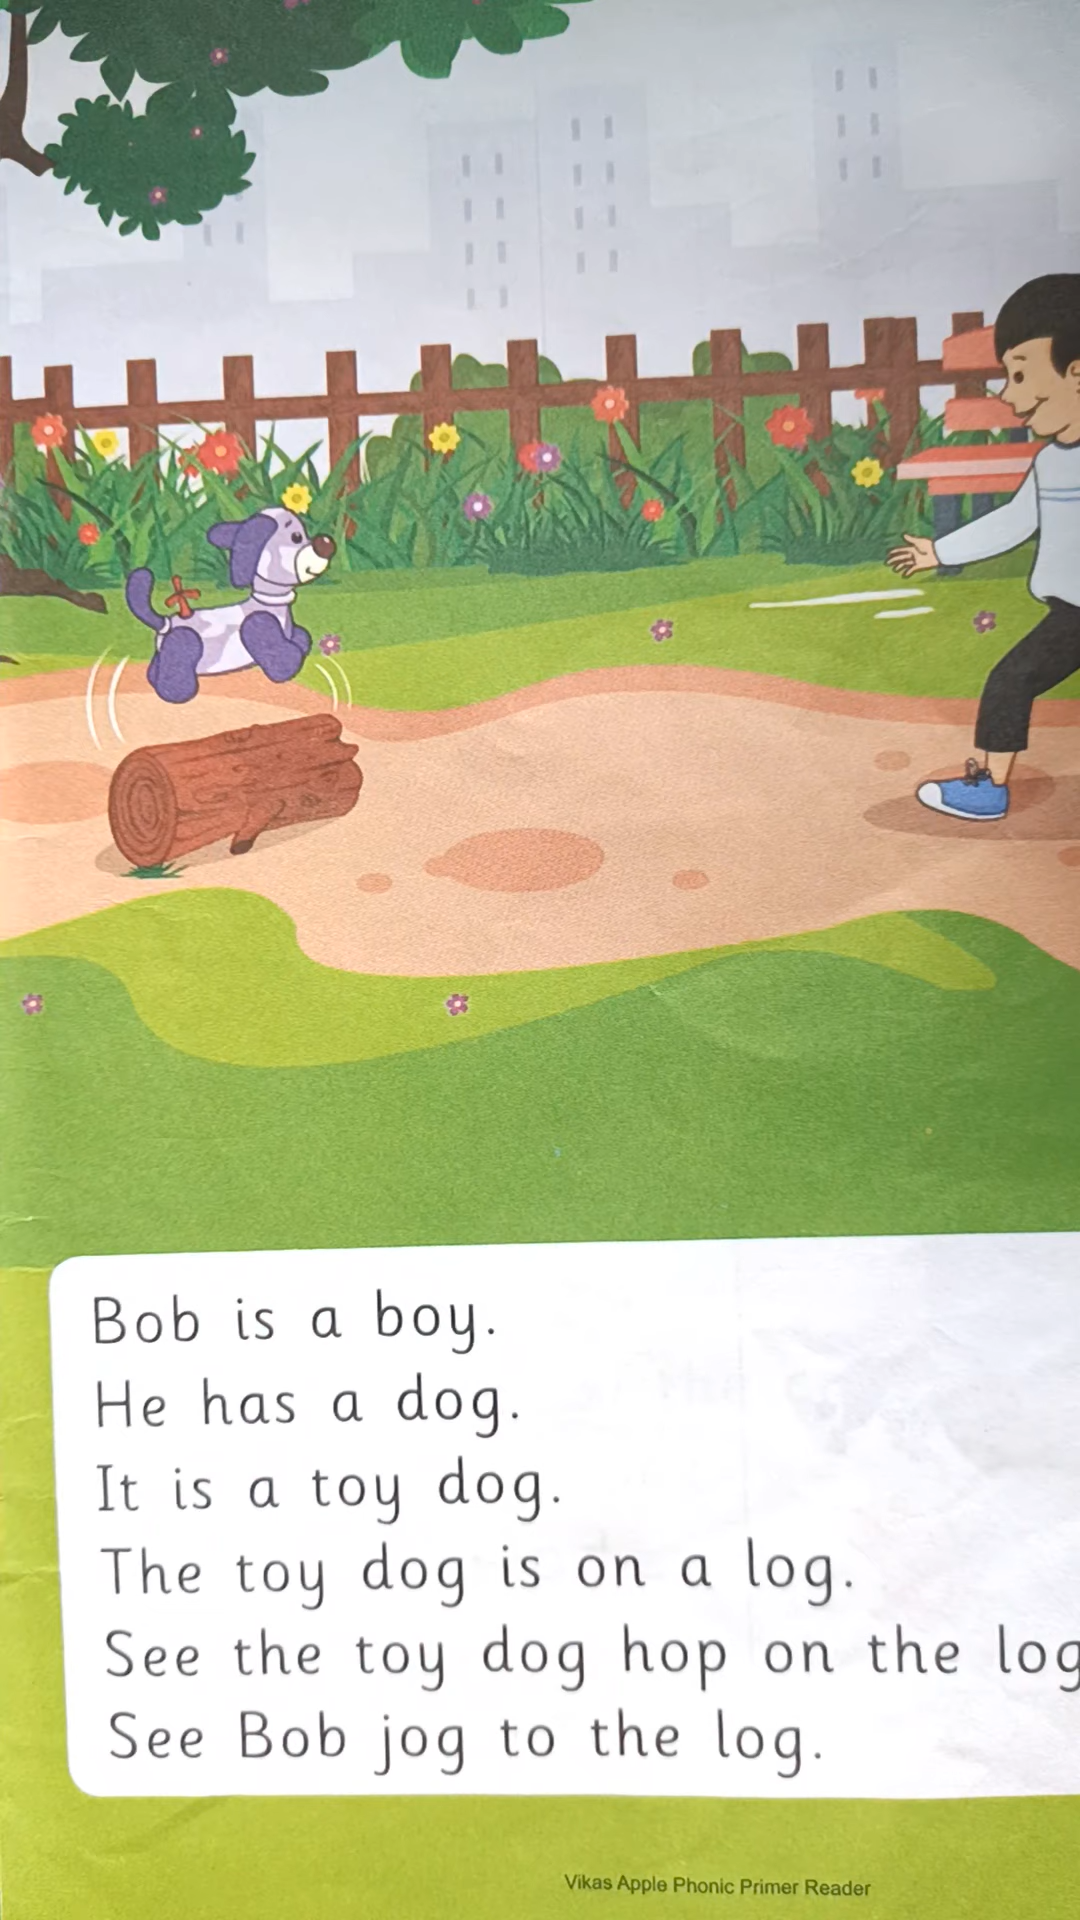 Bob is a boy.
He has a dog.
It is a toy dog.
The toy dog is on a log.
See the toy dog hop on the log
See Bob jog to the log.
Vikas Apple Phonic Primer Reader